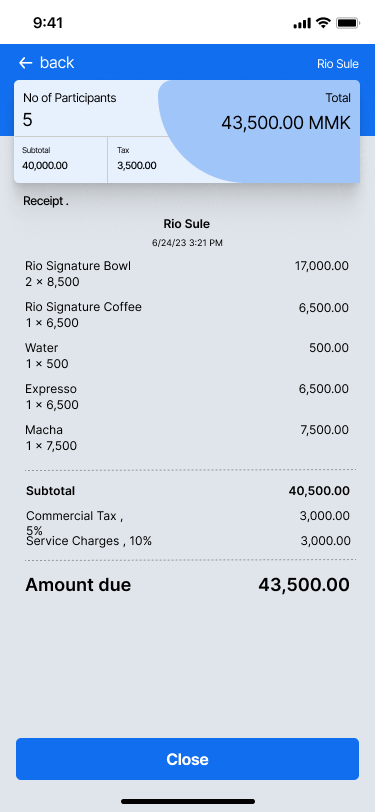 9:41
back
Rio Sule
No of Participants
5
Total
43,500.00 MMK
Subtotal
40,000.00
Tax
3,500.00
Receipt .
Rio Sule
6/24/23 3:21 PM
Rio Signature Bowl 17,000.00
2 × 8,500
Rio Signature Coffee 6,500.00
1 × 6,500
Water 500.00
1 × 500
Expresso 6,500.00
1 × 6,500
Macha 7,500.00
1 × 7,500
Subtotal 40,500.00
Commercial Tax , 3,000.00
5%
Service Charges , 10% 3,000.00
Amount due 43,500.00
Close